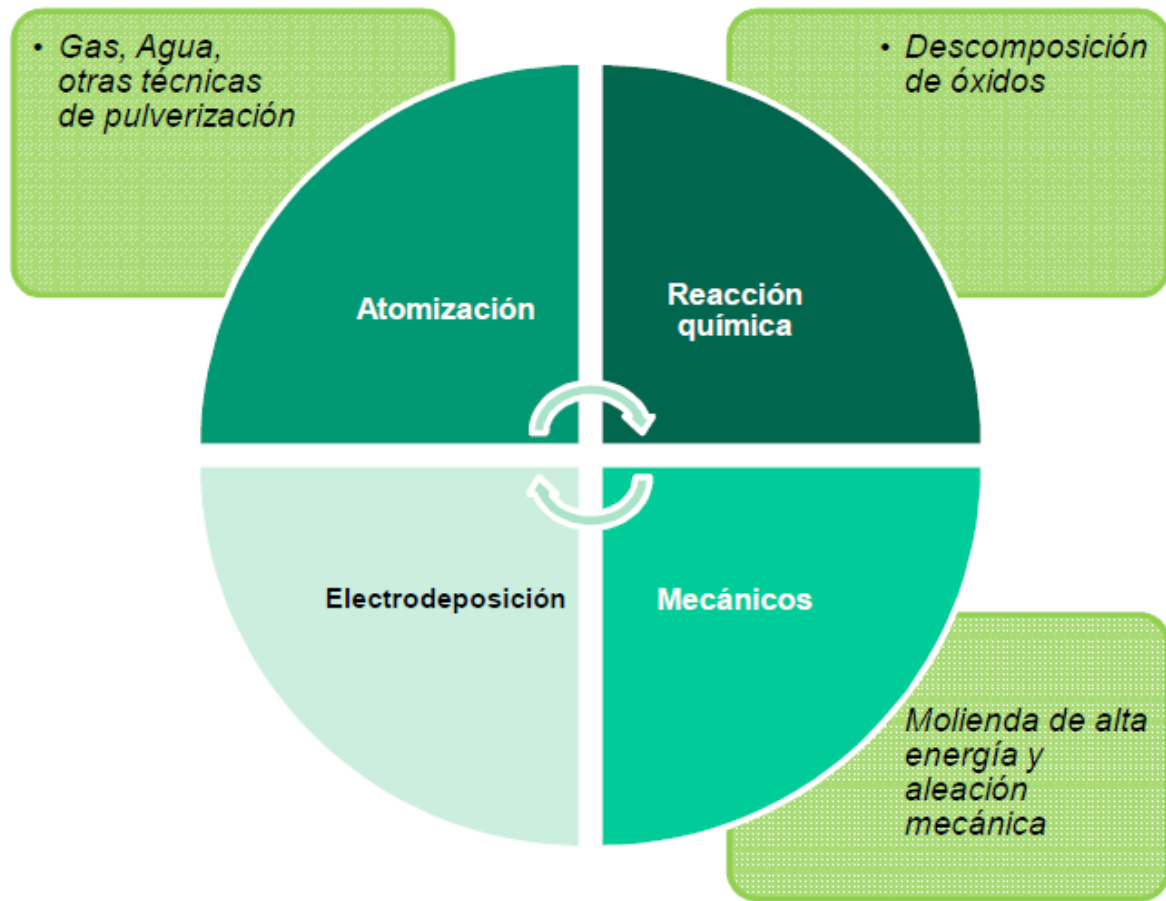 • Gas, Agua,
otras técnicas
de pulverización
• Descomposición
de óxidos
Atomización
Reacción
química
Electrodeposición
Mecánicos
Molienda de alta
energía y
aleación
mecánica